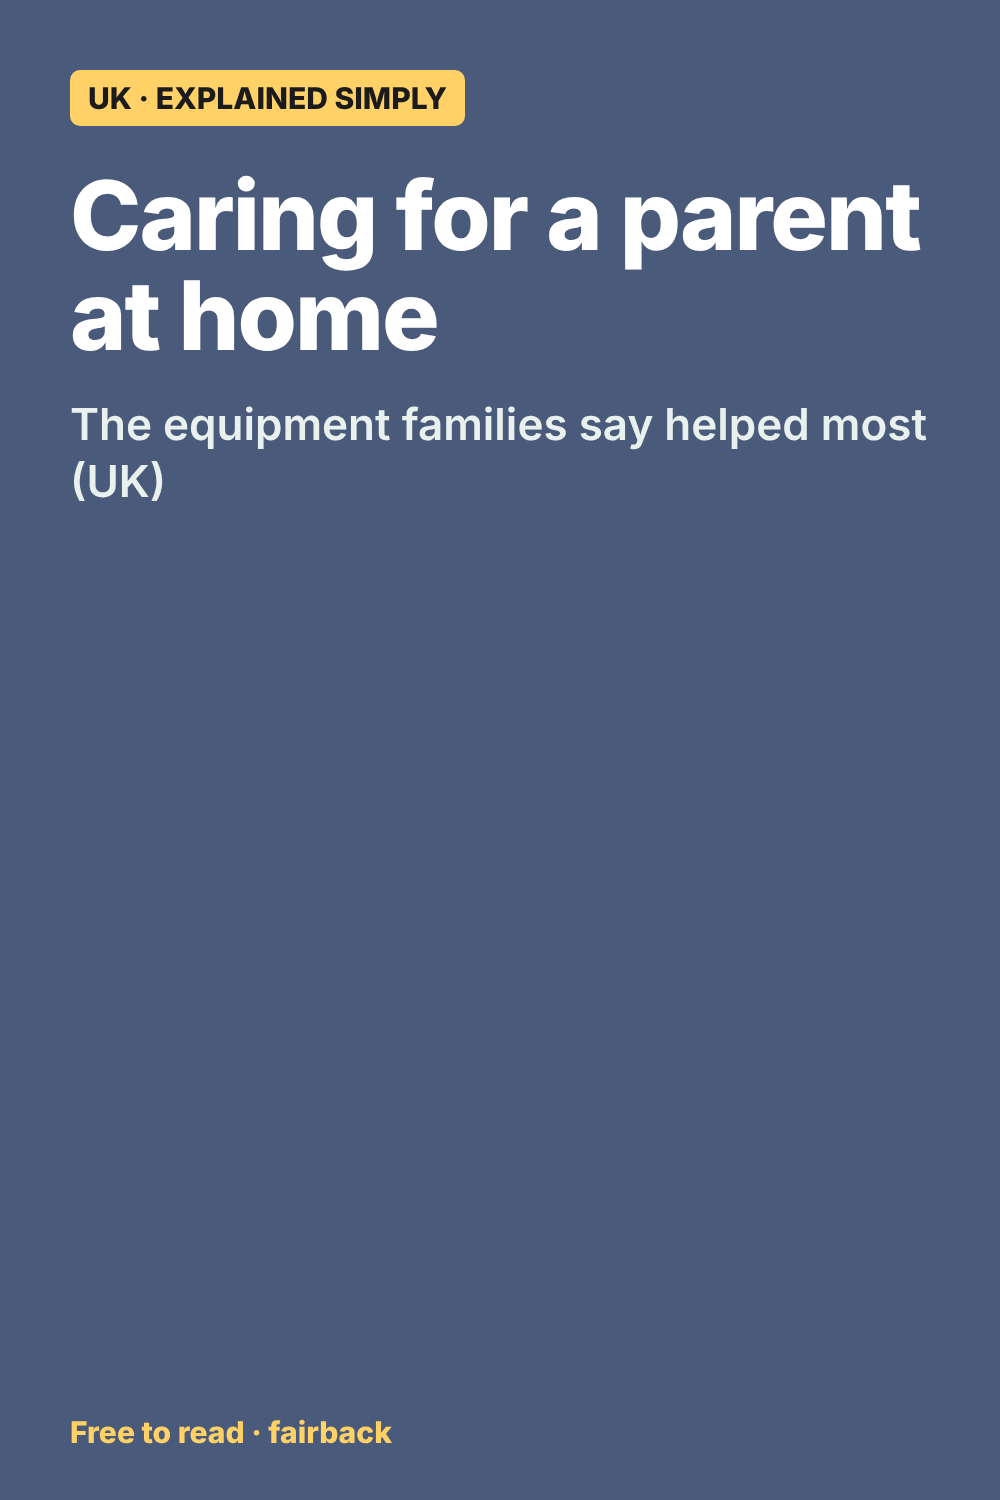 UK · EXPLAINED SIMPLY
Caring for a parent
at home
The equipment families say helped most
(UK)
Free to read · fairback